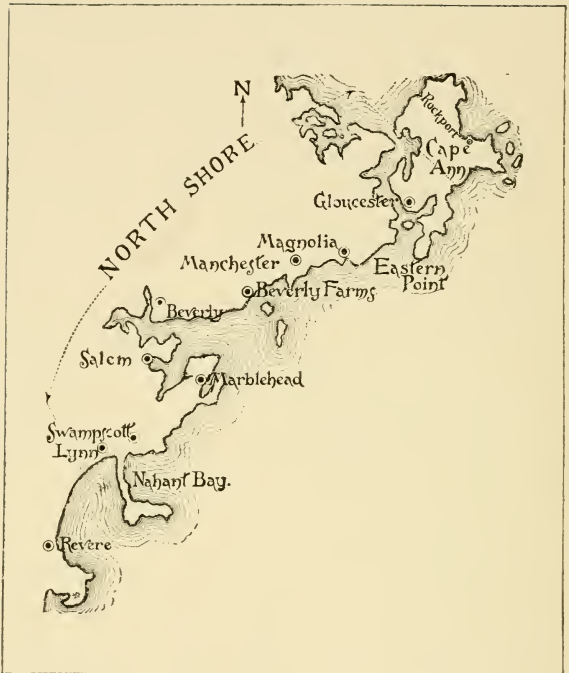 N
NORTH SHORE
Rockport
Cape
Ann
Gloucester
Magnolia
Manchester
Eastern
Point
Beverly Farms
Beverly
Salem
Marblehead
Swampscott
Lynn
Nahant Bay.
Revere